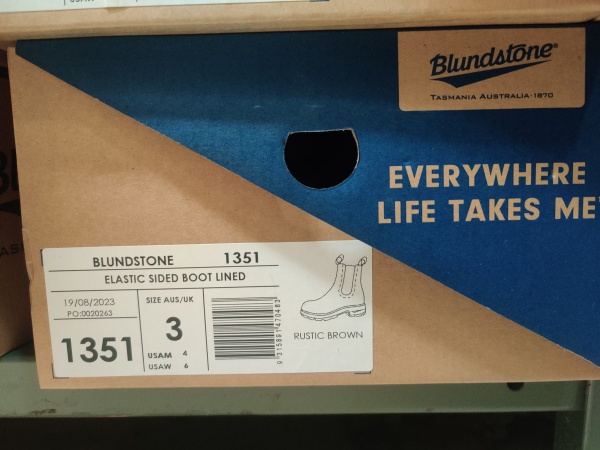 Blundstone
TASMANIA AUSTRALIA·1870
EVERYWHERE
LIFE TAKES ME
BLUNDSTONE 1351
ELASTIC SIDED BOOT LINED
19/08/2023
PO:0020263
1351
SIZE AUS/UK
3
USAM 4
USAW 6
RUSTIC BROWN